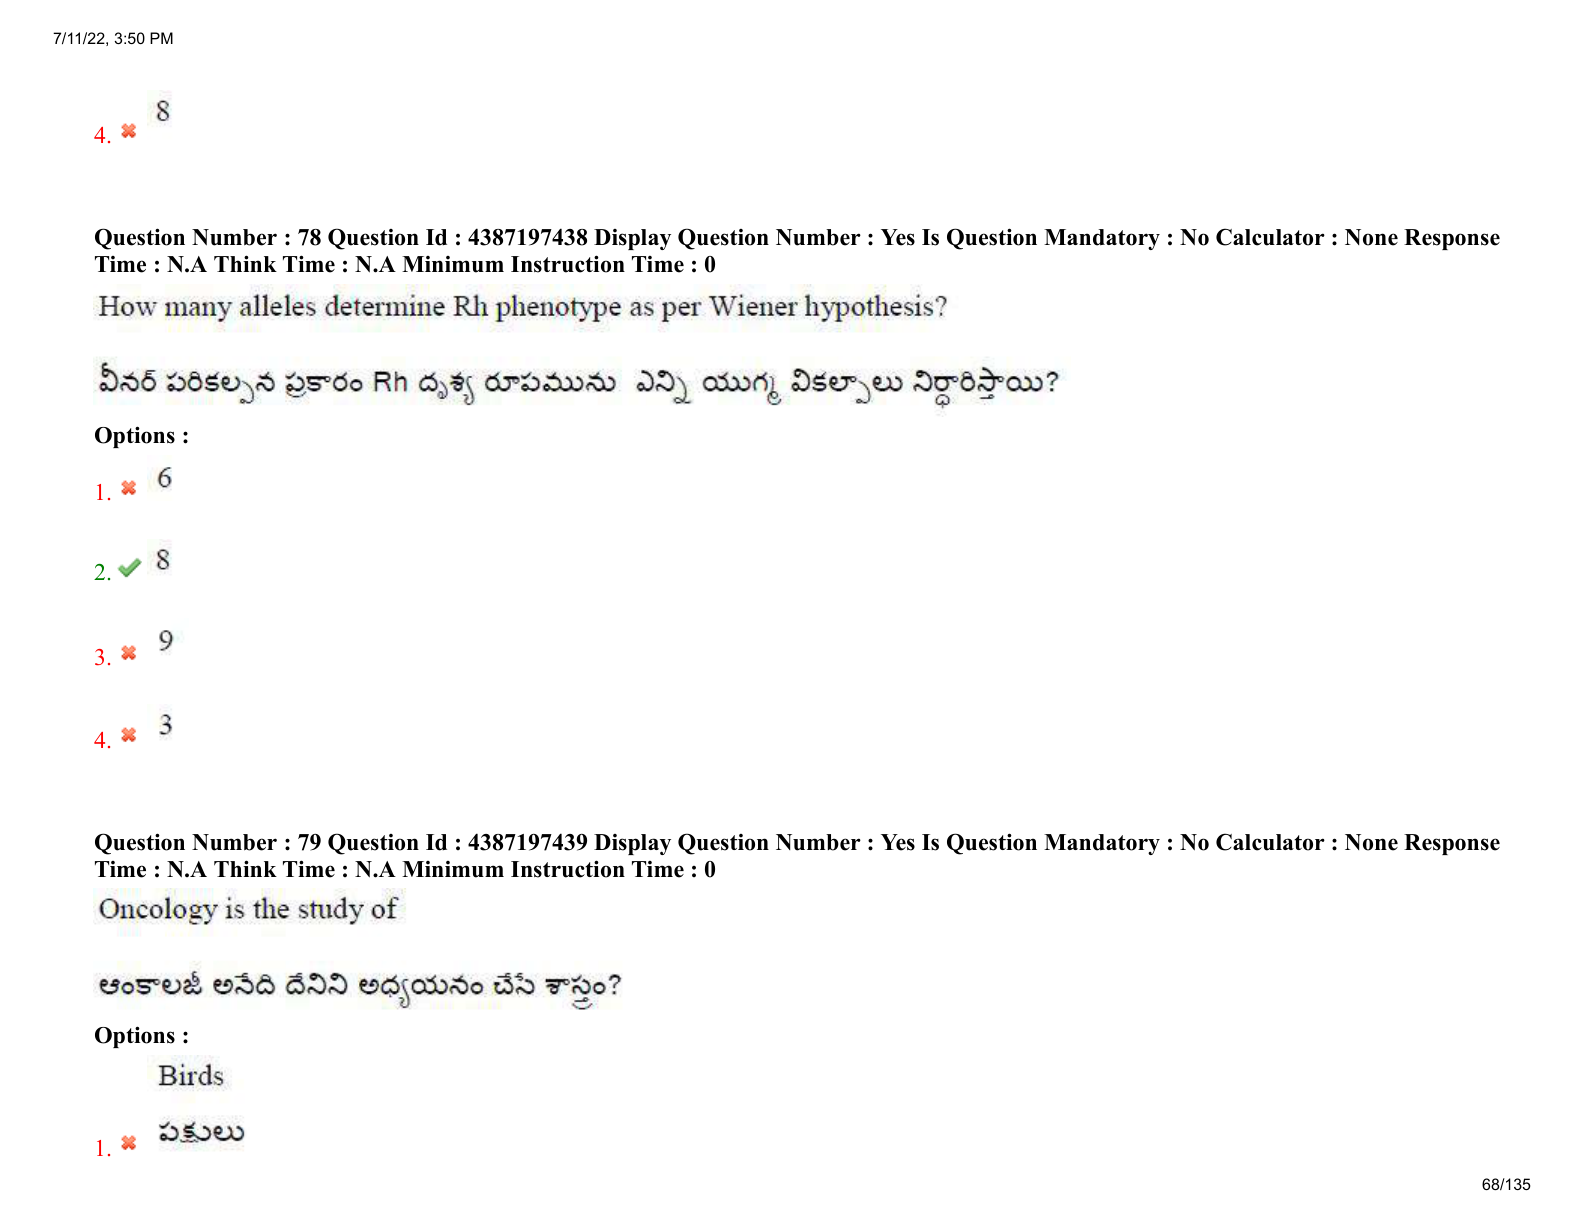 7/11/22, 3:50 PM
8
4.
Question Number : 78 Question Id : 4387197438 Display Question Number : Yes Is Question Mandatory : No Calculator : None Response
Time : N.A Think Time : N.A Minimum Instruction Time : 0
How many alleles determine Rh phenotype as per Wiener hypothesis?
వీనర్ పరికల్పన ప్రకారం Rh దృశ్య రూపమును ఎన్ని యుగ్మ వికల్పాలు నిర్ధారిస్తాయి?
Options :
1. 6
2. 8
3. 9
4. 3
Question Number : 79 Question Id : 4387197439 Display Question Number : Yes Is Question Mandatory : No Calculator : None Response
Time : N.A Think Time : N.A Minimum Instruction Time : 0
Oncology is the study of
ఆంకాలజీ అనేది దేనిని అధ్యయనం చేసే శాస్త్రం?
Options :
Birds
పక్షులు
1.
68/135